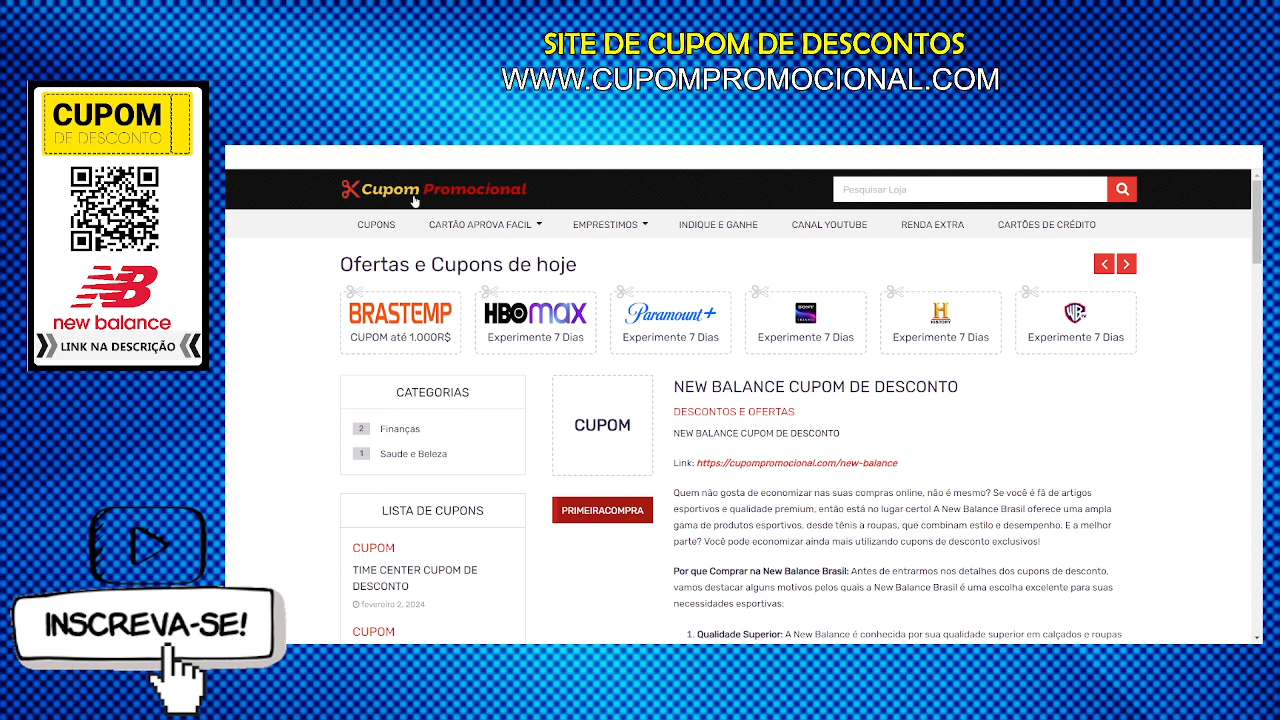 SITE DE CUPOM DE DESCONTOS
WWW.CUPOMPROMOCIONAL.COM
CUPOM
DE DESCONTO
NB
new balance
LINK NA DESCRIÇÃO
INSCREVA-SE!
Cupom Promocional
Pesquisar Loja
CUPONS CARTÃO APROVA FACIL EMPRESTIMOS INDIQUE E GANHE CANAL YOUTUBE RENDA EXTRA CARTÕES DE CRÉDITO
Ofertas e Cupons de hoje
BRASTEMP
CUPOM até 1.000R$
HBOMAX
Experimente 7 Dias
Paramount+
Experimente 7 Dias
SONY
CHANNEL
Experimente 7 Dias
H
HISTORY
Experimente 7 Dias
WB
TV
Experimente 7 Dias
CATEGORIAS
2 Finanças
1 Saude e Beleza
LISTA DE CUPONS
CUPOM
TIME CENTER CUPOM DE
DESCONTO
fevereiro 2, 2024
CUPOM
CUPOM
PRIMEIRACOMPRA
NEW BALANCE CUPOM DE DESCONTO
DESCONTOS E OFERTAS
NEW BALANCE CUPOM DE DESCONTO
Link: https://cupompromocional.com/new-balance
Quem não gosta de economizar nas suas compras online, não é mesmo? Se você é fã de artigos
esportivos e qualidade premium, então está no lugar certo! A New Balance Brasil oferece uma ampla
gama de produtos esportivos, desde tênis a roupas, que combinam estilo e desempenho. E a melhor
parte? Você pode economizar ainda mais utilizando cupons de desconto exclusivos!
Por que Comprar na New Balance Brasil: Antes de entrarmos nos detalhes dos cupons de desconto,
vamos destacar alguns motivos pelos quais a New Balance Brasil é uma escolha excelente para suas
necessidades esportivas:
1. Qualidade Superior: A New Balance é conhecida por sua qualidade superior em calçados e roupas